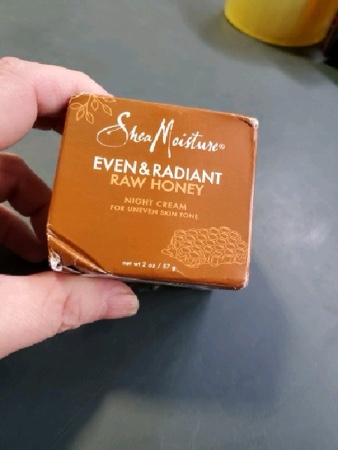 SheaMoisture®
EVEN & RADIANT
RAW HONEY
NIGHT CREAM
FOR UNEVEN SKIN TONE
net wt 2 oz / 57 g